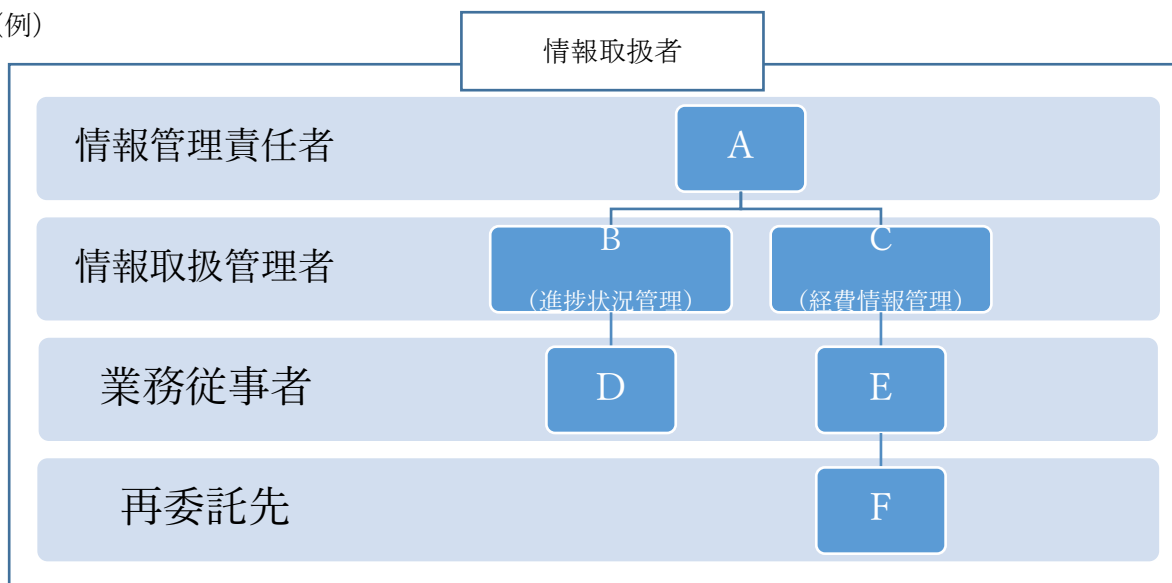 （例）
情報取扱者
情報管理責任者
A
情報取扱管理者
B
（進捗状況管理）
C
（経費情報管理）
業務従事者
D
E
再委託先
F